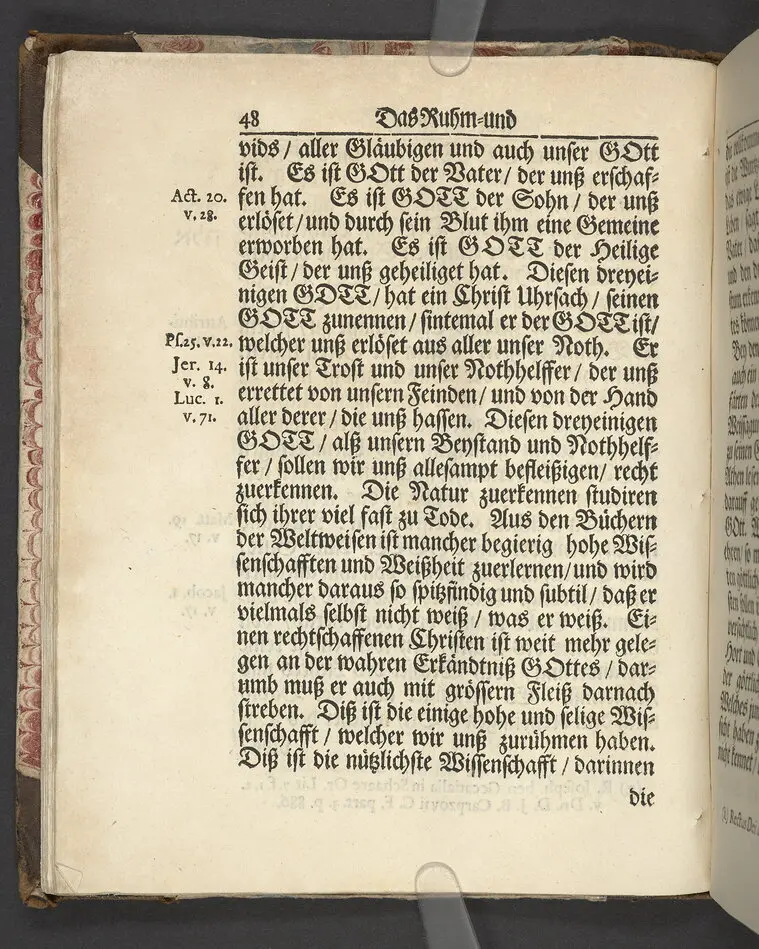 48 Das Ruhm=und
vids / aller Gläubigen und auch unser GOtt
ist. Es ist GOtt der Vater / der unß erschaf=
Act. 20. v. 28.
fen hat. Es ist GOTT der Sohn / der unß
erlöset / und durch sein Blut ihm eine Gemeine
erworben hat. Es ist GOTT der Heilige
Geist / der unß geheiliget hat. Diesen dreyei=
nigen GOTT / hat ein Christ Uhrsach / seinen
GOTT zunennen / sintemal er der GOTT ist /
Ps. 25. v. 22.
welcher unß erlöset aus aller unser Noth. Er
Jer. 14. v. 8.
ist unser Trost und unser Nothhelffer / der unß
Luc. 1. v. 71.
errettet von unsern Feinden / und von der Hand
aller derer / die unß hassen. Diesen dreyeinigen
GOTT / alß unsern Beystand und Nothhelf=
fer / sollen wir unß allesampt befleißigen / recht
zuerkennen. Die Natur zuerkennen studiren
sich ihrer viel fast zu Tode. Aus den Büchern
der Weltweisen ist mancher begierig hohe Wis=
senschafften und Weißheit zuerlernen / und wird
mancher daraus so spitzfindig und subtil / daß er
vielmals selbst nicht weiß / was er weiß. Ei=
nen rechtschaffenen Christen ist weit mehr gele=
gen an der wahren Erkändtniß GOttes / dar=
umb muß er auch mit grössern Fleiß darnach
streben. Diß ist die einige hohe und selige Wis=
senschafft / welcher wir unß zurühmen haben.
Diß ist die nützlichste Wissenschafft / darinnen
die